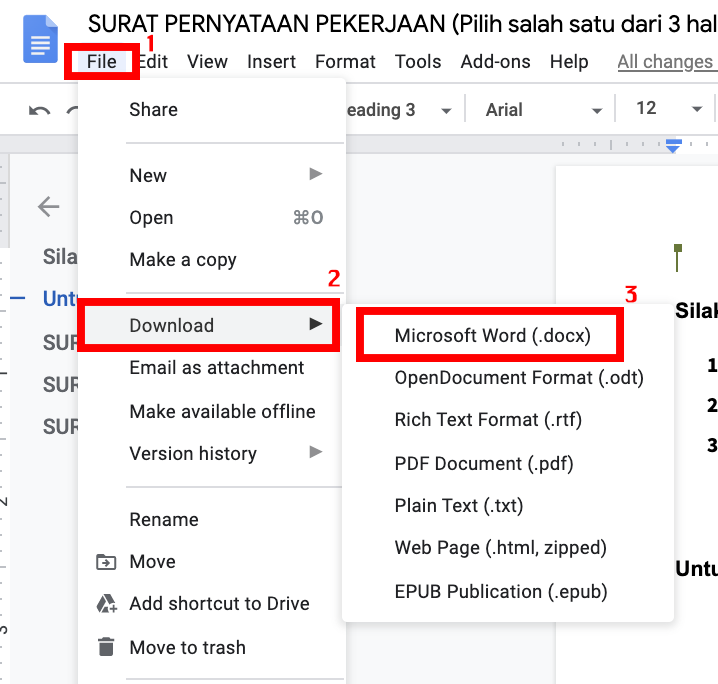 SURAT PERNYATAAN PEKERJAAN (Pilih salah satu dari 3 hal
1
File Edit View Insert Format Tools Add-ons Help All changes
eading 3 Arial 12
Share
New
Open ⌘O
Make a copy
2
Download
Email as attachment
Make available offline
Version history
Rename
Move
Add shortcut to Drive
Move to trash
3
Microsoft Word (.docx)
OpenDocument Format (.odt)
Rich Text Format (.rtf)
PDF Document (.pdf)
Plain Text (.txt)
Web Page (.html, zipped)
EPUB Publication (.epub)
Sila
Untu
SUR
SUR
SUR
2
3
Silak
1
2
3
Untu